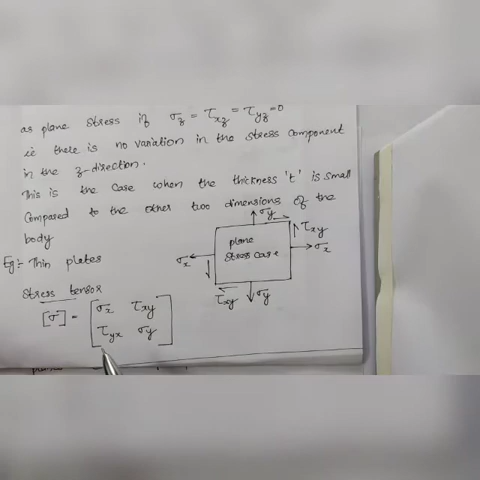 as plane stress if σz = τxz = τyz = 0
i.e there is no variation in the stress component
in the z-direction.
This is the case when the thickness 't' is small
Compared to the other two dimensions of the
body
Eg:- Thin plates
σy
τxy
σx
plane
stress case
σx
τxy
σy
stress tensor
[σ] = [σx τxy
τyx σy]